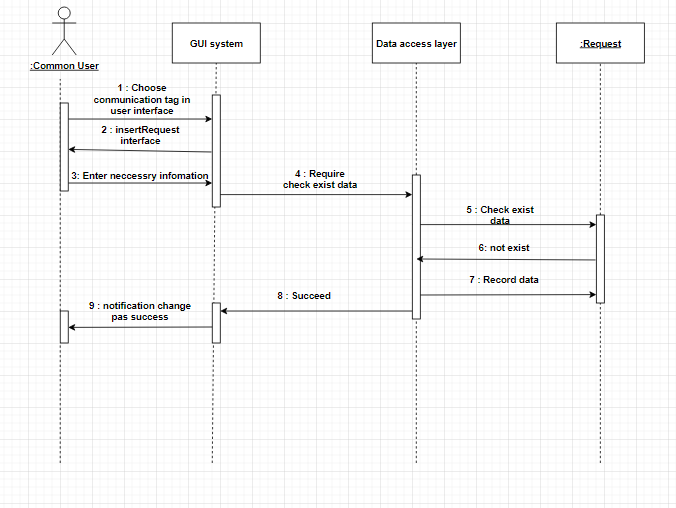 :Common User
GUI system
Data access layer
:Request
1 : Choose
conmunication tag in
user interface
2 : insertRequest
interface
3: Enter neccessry infomation
4 : Require
check exist data
5 : Check exist
data
6: not exist
7 : Record data
8 : Succeed
9 : notification change
pas success